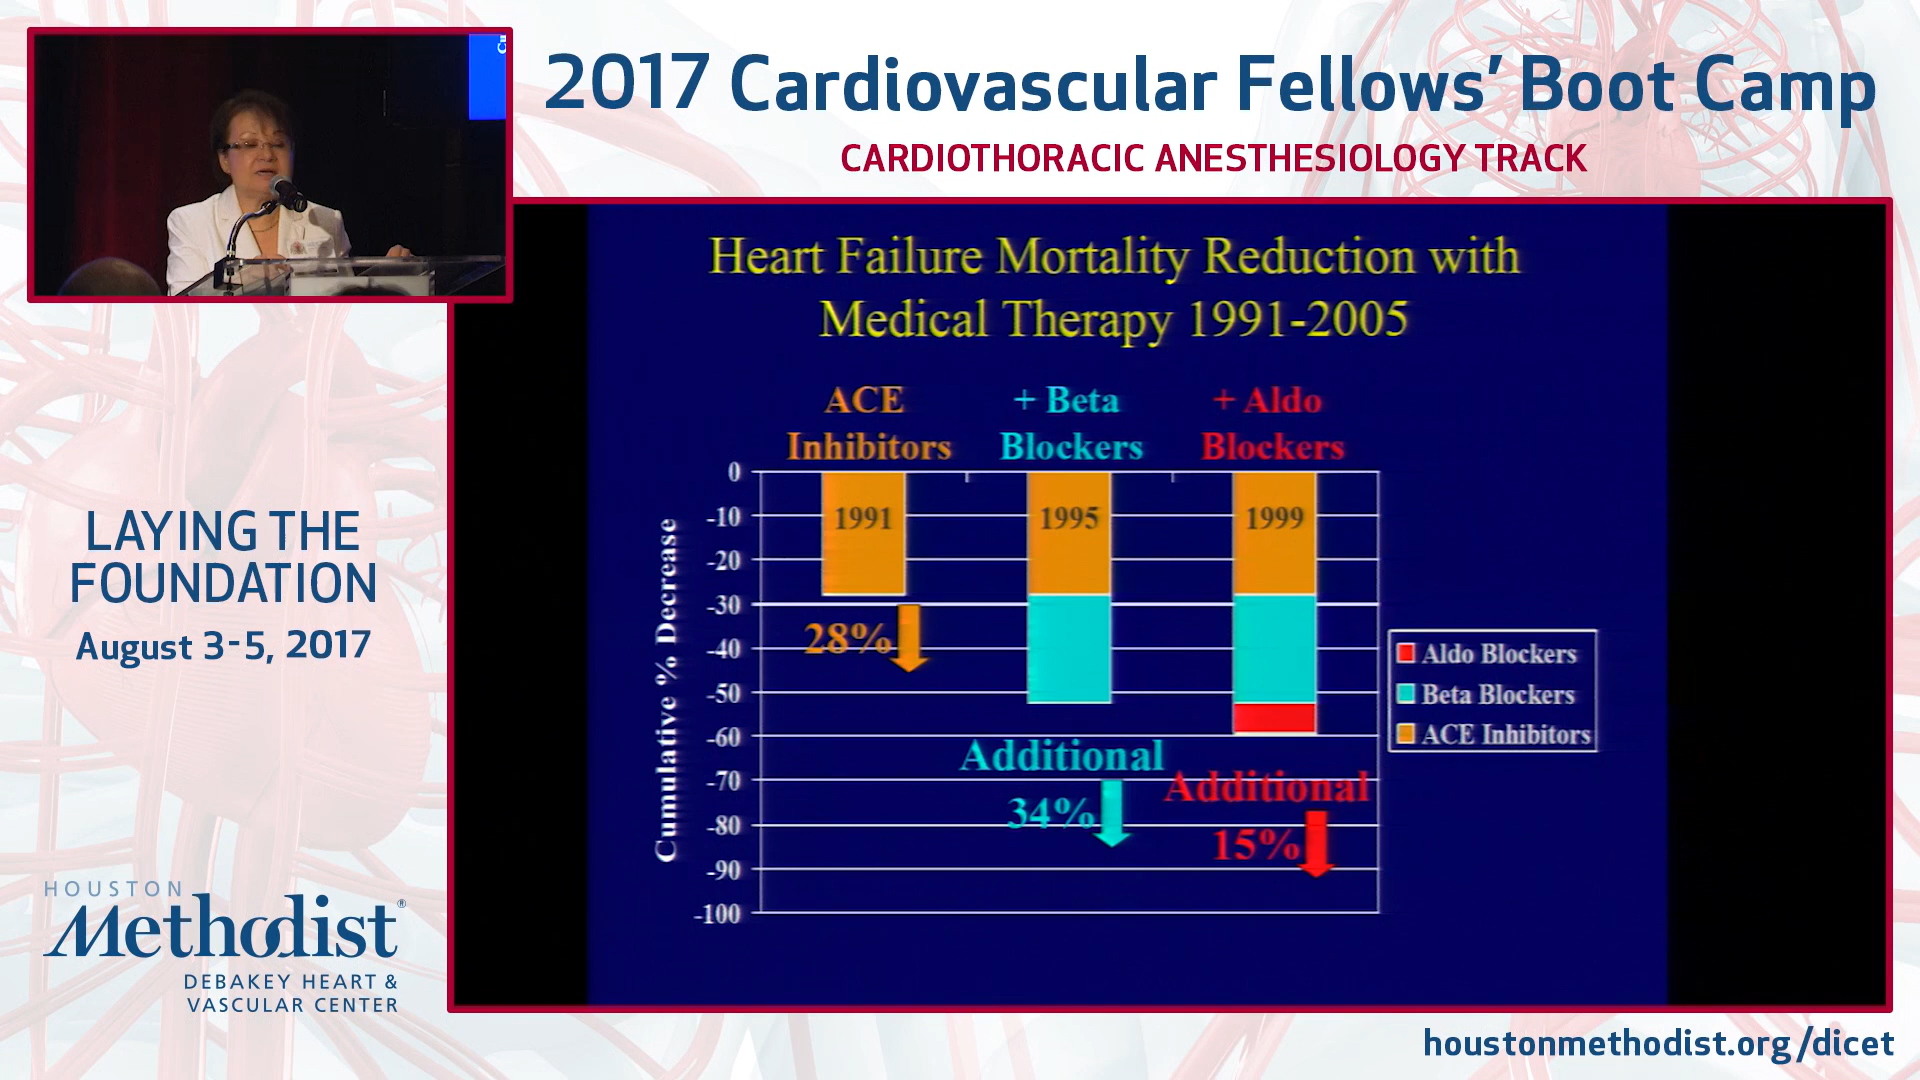 2017 Cardiovascular Fellows' Boot Camp
CARDIOTHORACIC ANESTHESIOLOGY TRACK
Heart Failure Mortality Reduction with
Medical Therapy 1991-2005
ACE
Inhibitors
+ Beta
Blockers
+ Aldo
Blockers
Cumulative % Decrease
0
-10
-20
-30
-40
-50
-60
-70
-80
-90
-100
1991
1995
1999
28%
Additional
34%
Additional
15%
Aldo Blockers
Beta Blockers
ACE Inhibitors
LAYING THE
FOUNDATION
August 3-5, 2017
HOUSTON
Methodist®
DEBAKEY HEART &
VASCULAR CENTER
houstonmethodist.org/dicet